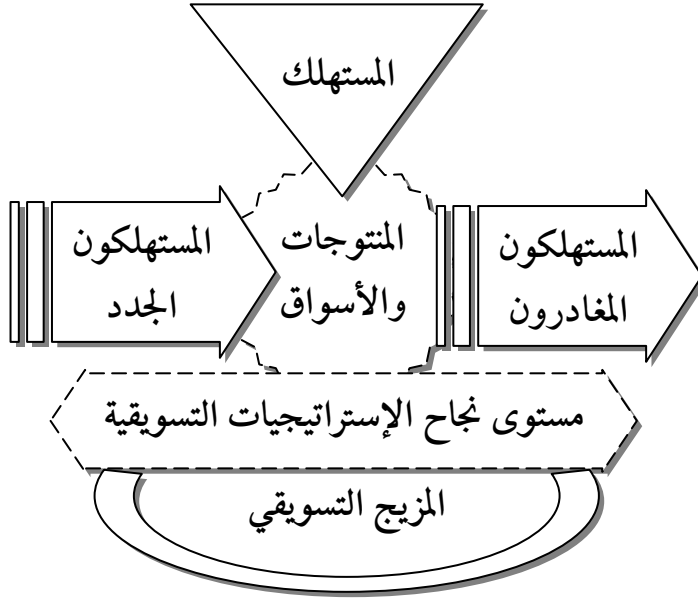 المستهلك
المستهلكون
الجدد
المنتوجات
والأسواق
المستهلكون
المغادرون
مستوى نجاح الإستراتيجيات التسويقية
المزيج التسويقي